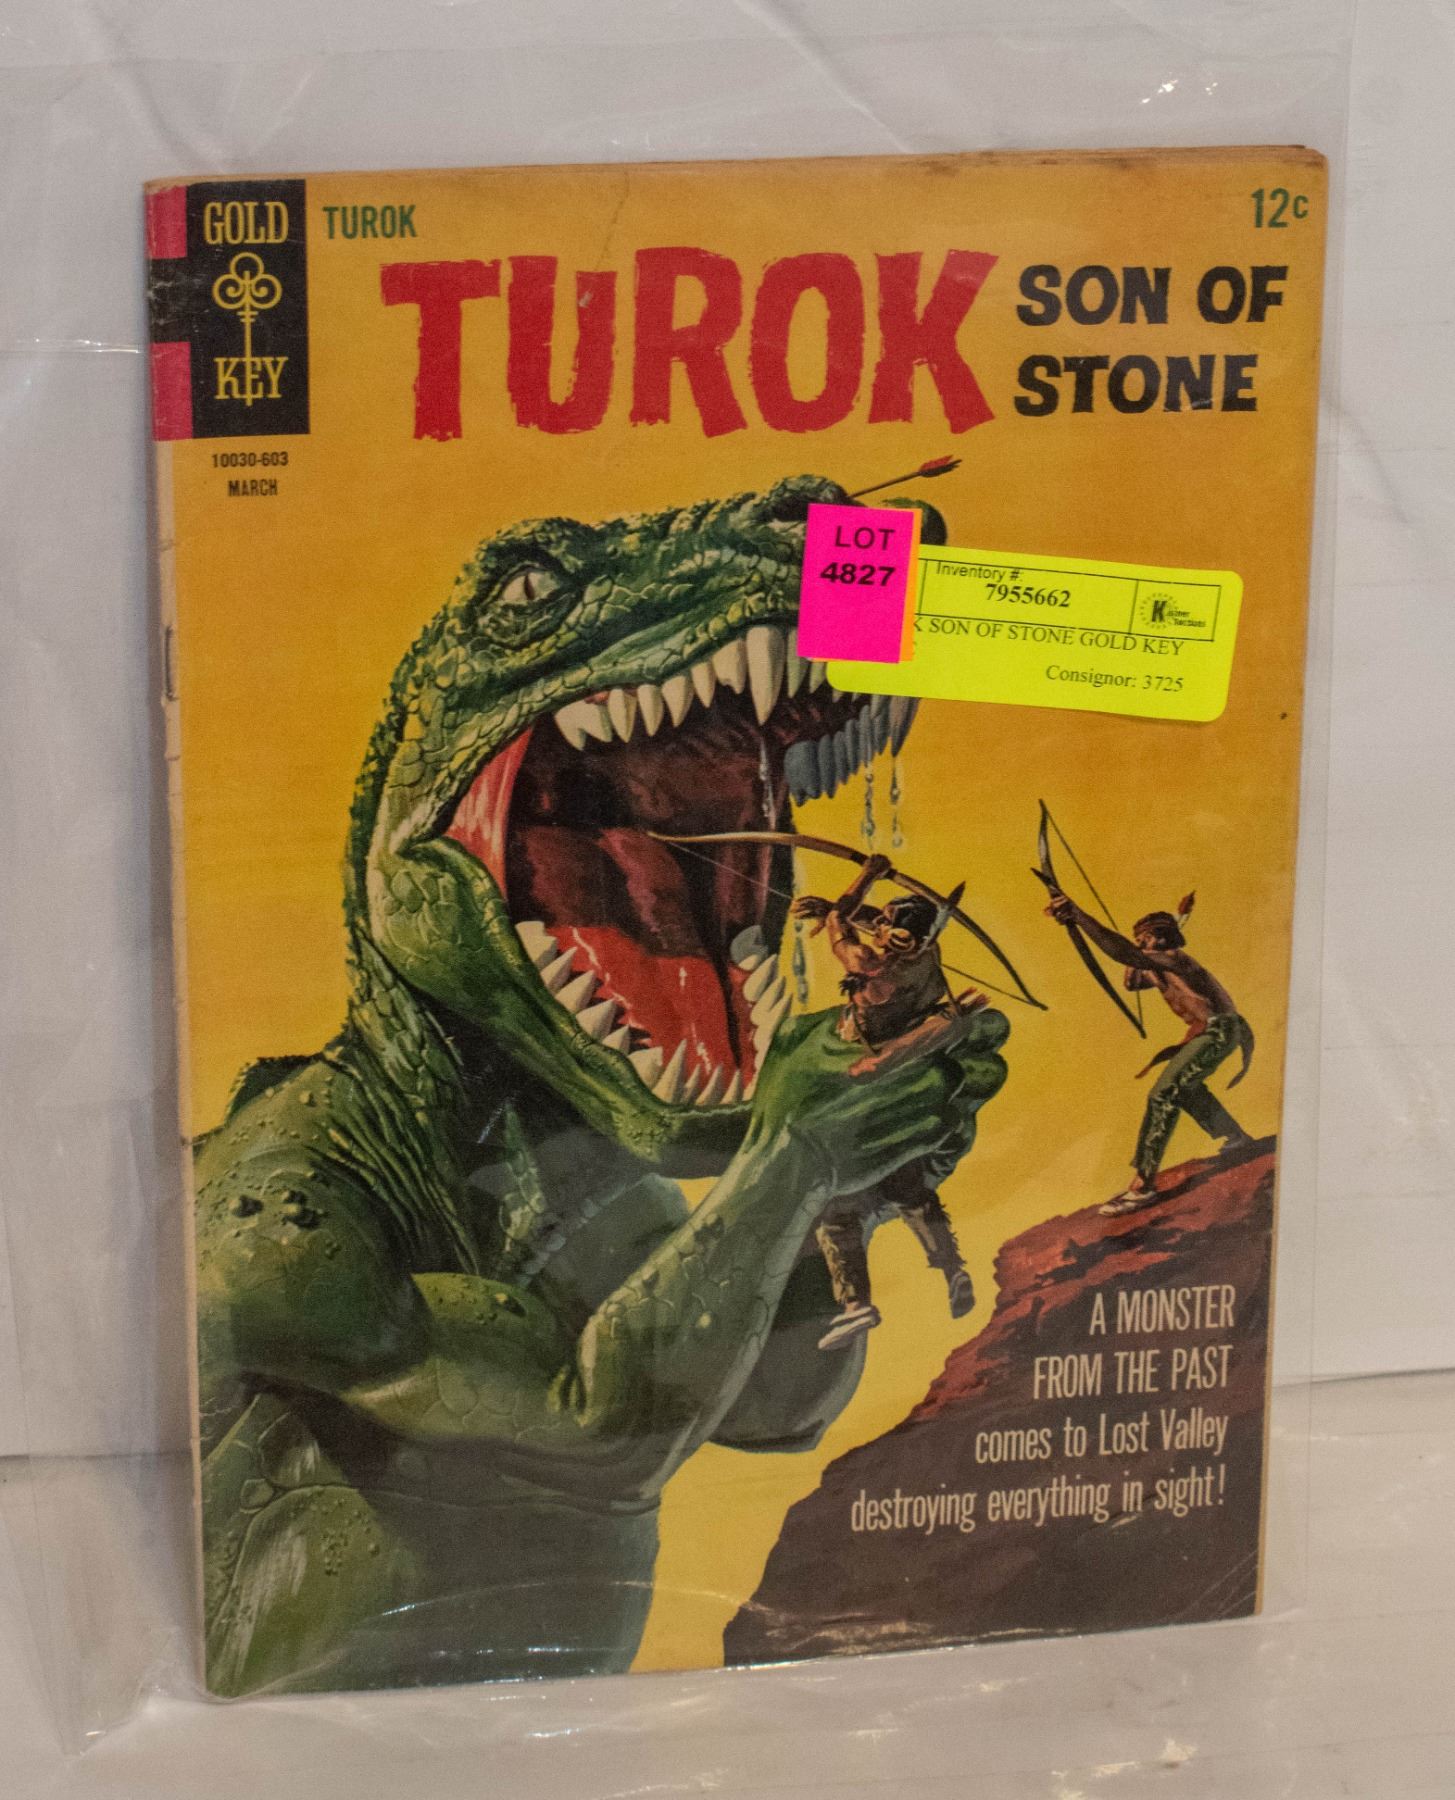 GOLD
KEY
TUROK
12c
TUROK SON OF
STONE
10030-603
MARCH
LOT
4827
Inventory #:
7955662
K SON OF STONE GOLD KEY
Consignor: 3725
A MONSTER
FROM THE PAST
comes to Lost Valley
destroying everything in sight!